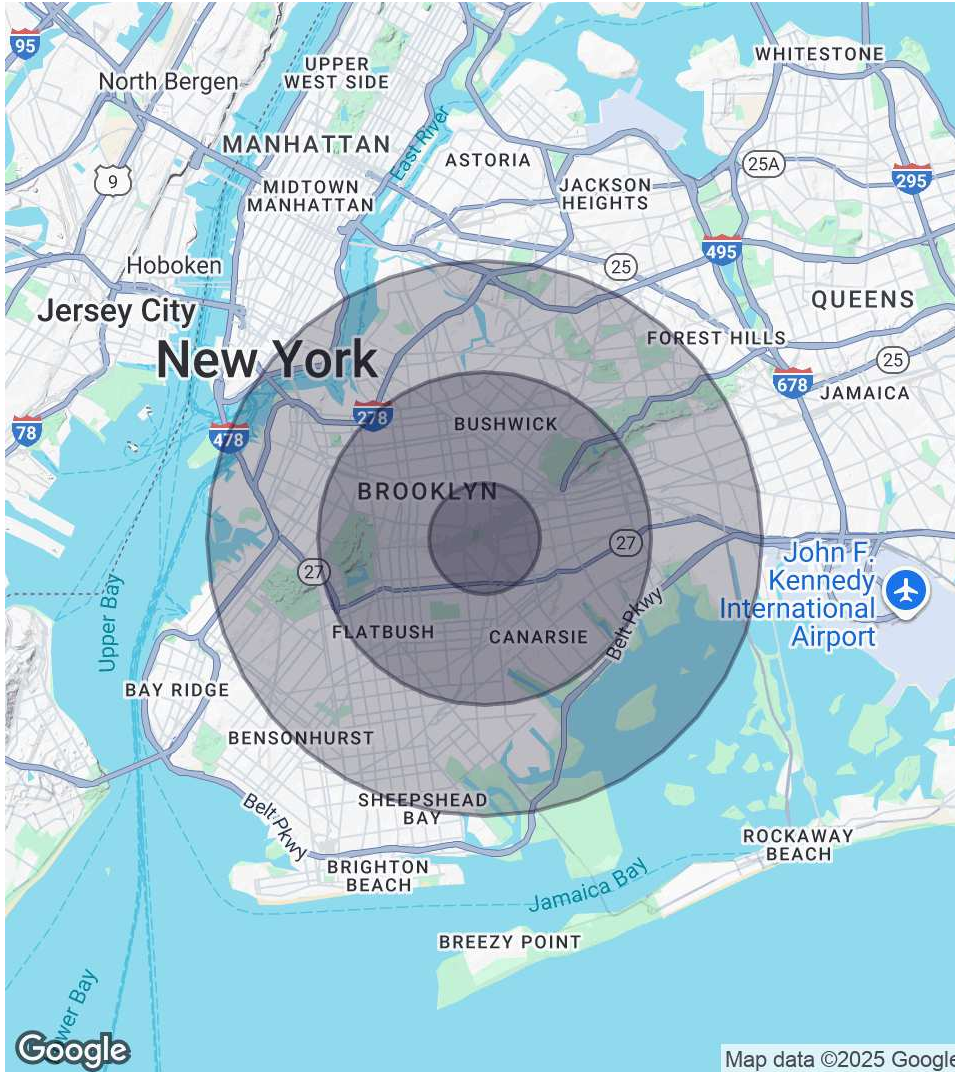 95
WHITESTONE
UPPER
WEST SIDE
North Bergen
MANHATTAN
East River
ASTORIA
25A
295
9
MIDTOWN
MANHATTAN
JACKSON
HEIGHTS
495
Hoboken
25
Jersey City
QUEENS
New York
FOREST HILLS
25
678
JAMAICA
78
478
278
BUSHWICK
BROOKLYN
27
27
John F.
Kennedy
International
Airport
Upper Bay
FLATBUSH
CANARSIE
Belt Pkwy
BAY RIDGE
BENSONHURST
Belt Pkwy
SHEEPSHEAD
BAY
ROCKAWAY
BEACH
BRIGHTON
BEACH
Jamaica Bay
BREEZY POINT
ower Bay
Google
Map data ©2025 Google